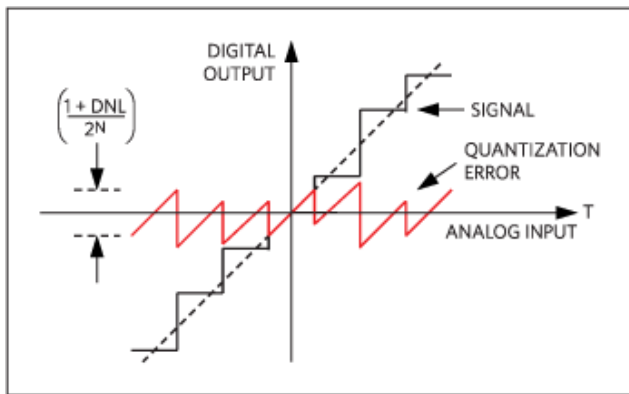 DIGITAL
OUTPUT
(1 + DNL
2N)
SIGNAL
QUANTIZATION
ERROR
T
ANALOG INPUT